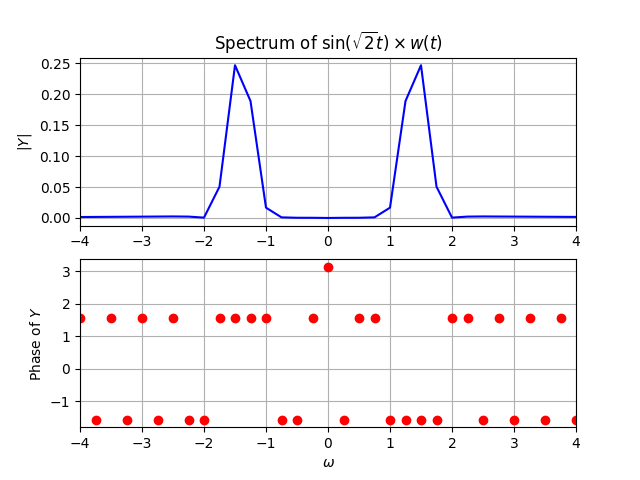 Spectrum of sin(√2t) × w(t)
|Y|
0.25
0.20
0.15
0.10
0.05
0.00
−4 −3 −2 −1 0 1 2 3 4
Phase of Y
3
2
1
0
−1
−4 −3 −2 −1 0 1 2 3 4
ω